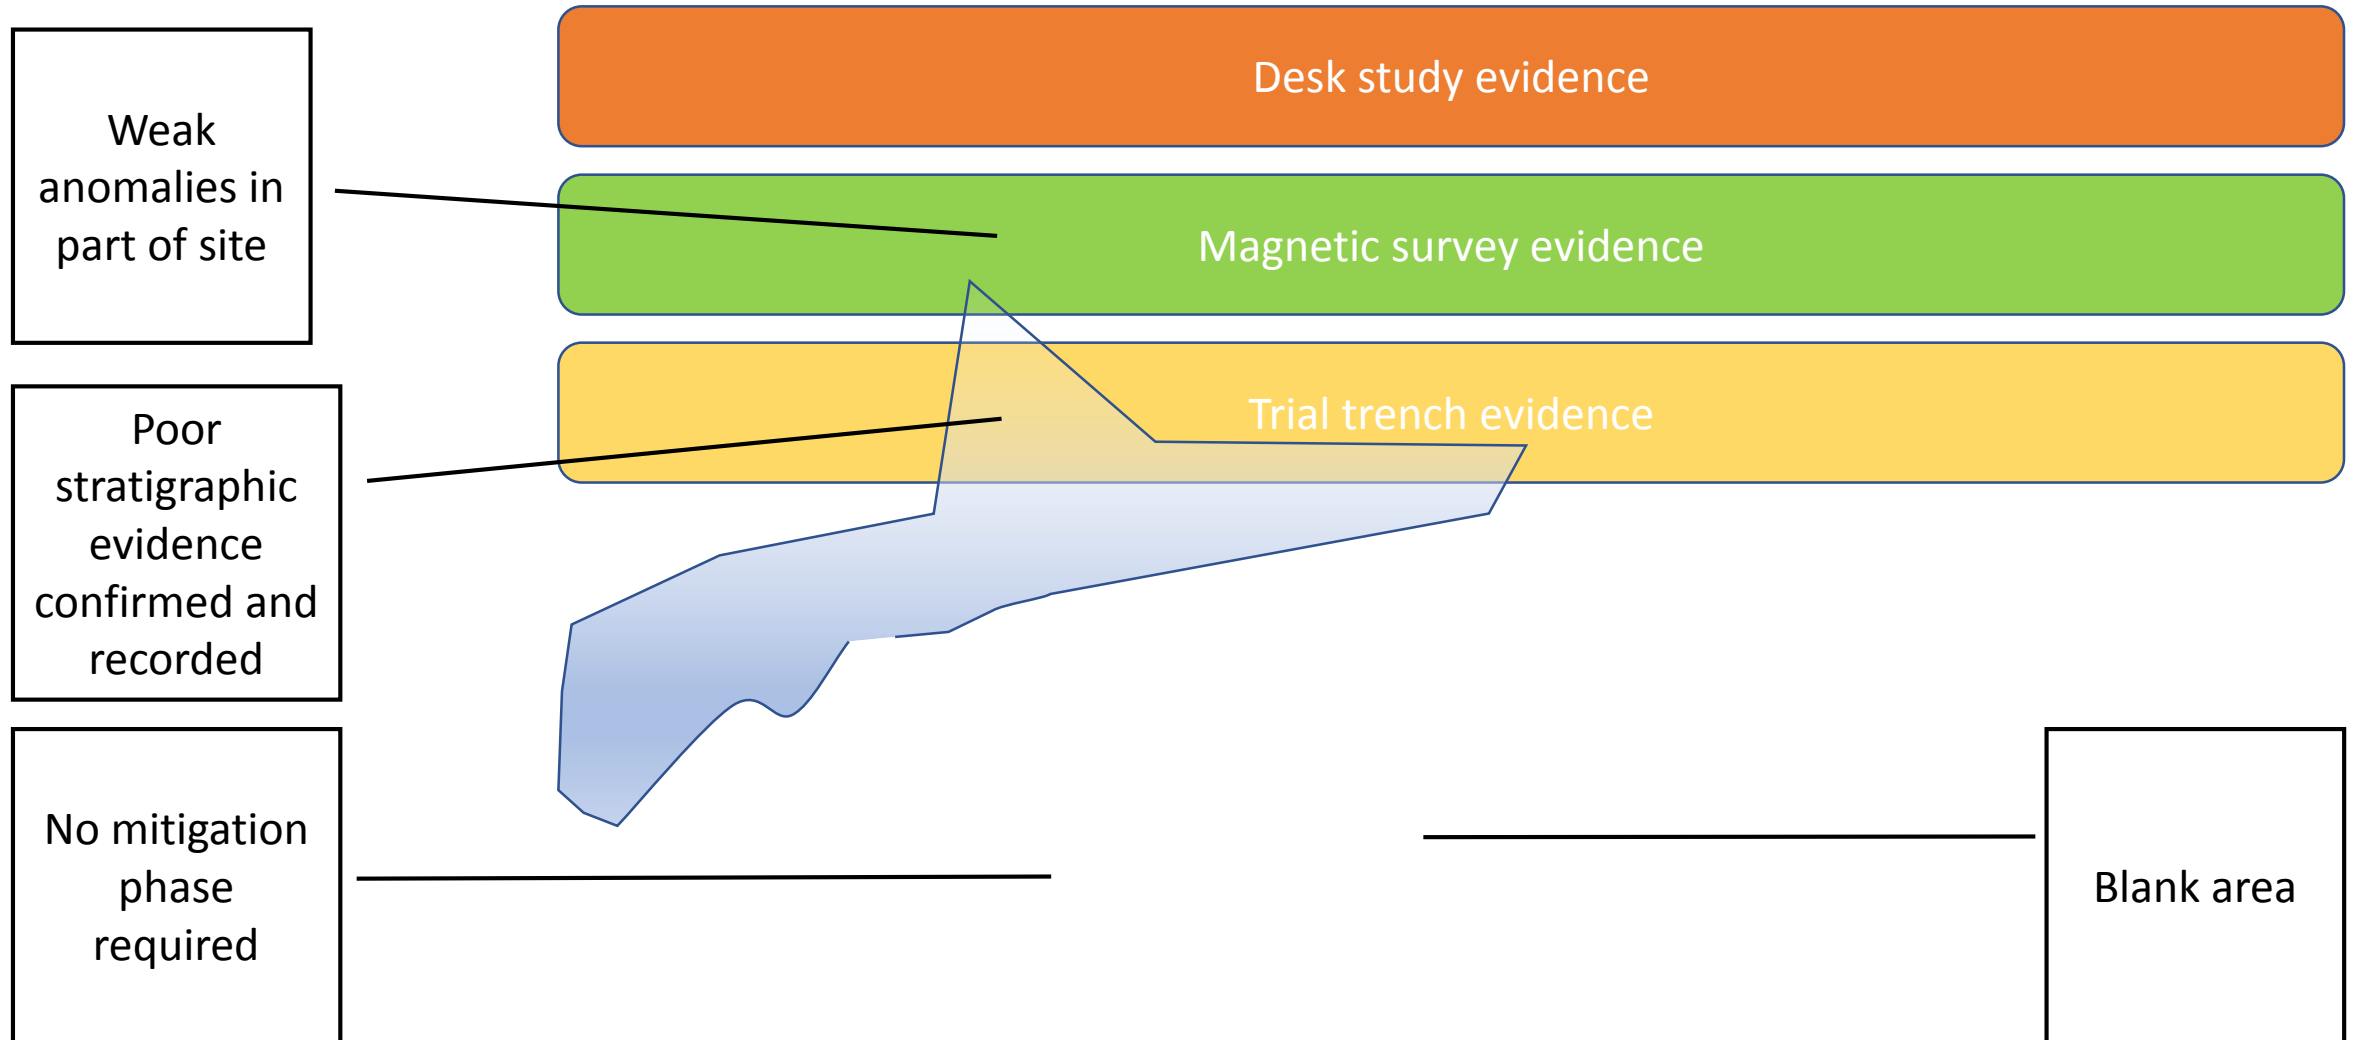 Desk study evidence
Weak
anomalies in
part of site
Magnetic survey evidence
Trial trench evidence
Poor
stratigraphic
evidence
confirmed and
recorded
No mitigation
phase
required
Blank area